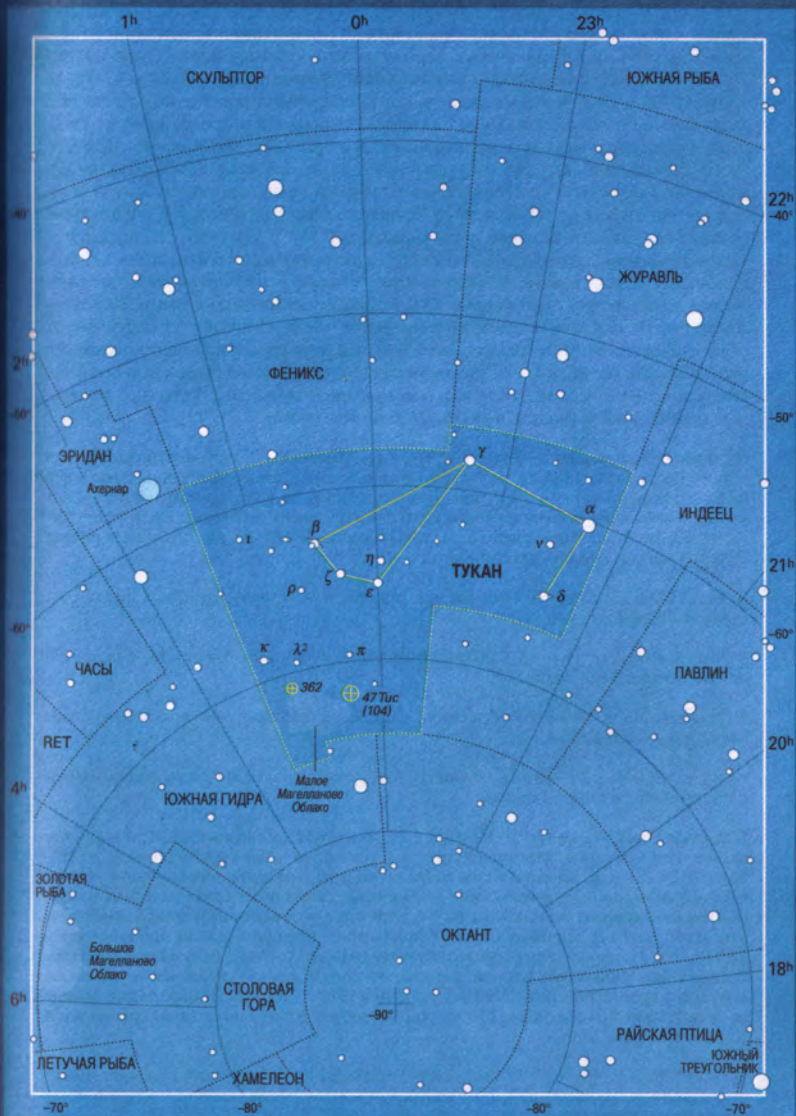 1h
0h
23h
СКУЛЬПТОР
ЮЖНАЯ РЫБА
22h
-40°
-40°
ЖУРАВЛЬ
2h
ФЕНИКС
-50°
-50°
ЭРИДАН
γ
Ахернар
α
ИНДЕЕЦ
β
ι
ν
η
ТУКАН
21h
ζ
ε
ρ
δ
-60°
-60°
κ
λ²
π
ЧАСЫ
ПАВЛИН
362
47 Tuc
(104)
RET
20h
Малое
Магелланово
Облако
4h
ЮЖНАЯ ГИДРА
ЗОЛОТАЯ
РЫБА
ОКТАНТ
Большое
Магелланово
Облако
18h
СТОЛОВАЯ
ГОРА
6h
-90°
РАЙСКАЯ ПТИЦА
ЛЕТУЧАЯ РЫБА
ЮЖНЫЙ
ТРЕУГОЛЬНИК
ХАМЕЛЕОН
-70°
-80°
-80°
-70°